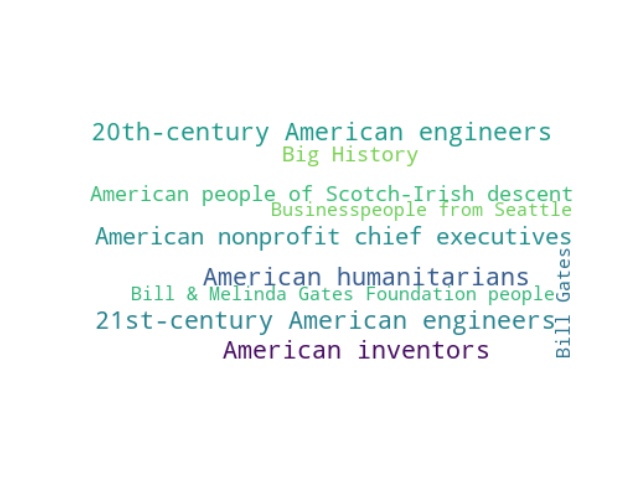 20th-century American engineers
Big History
American people of Scotch-Irish descent
Businesspeople from Seattle
American nonprofit chief executives
American humanitarians
Bill & Melinda Gates Foundation people
21st-century American engineers
American inventors
Bill Gates